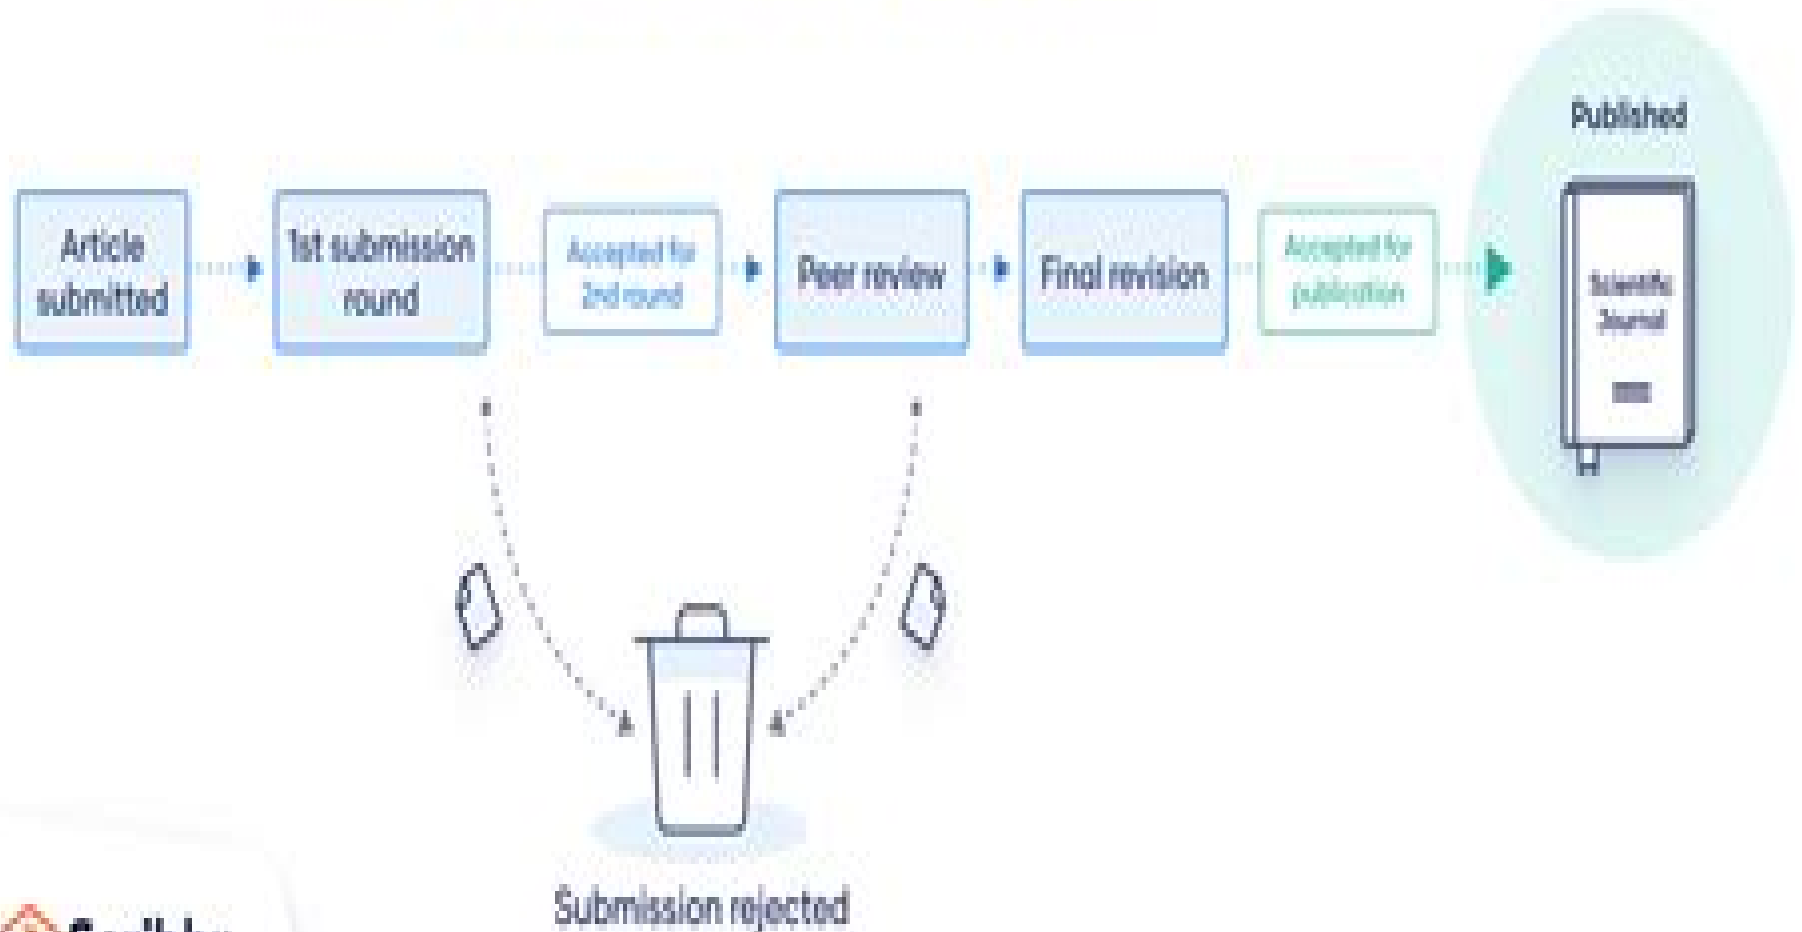 Published
Article
submitted
1st submission
round
Accepted for
2nd round
Peer review
Final revision
Accepted for
publication
Scientific
Journal
Submission rejected